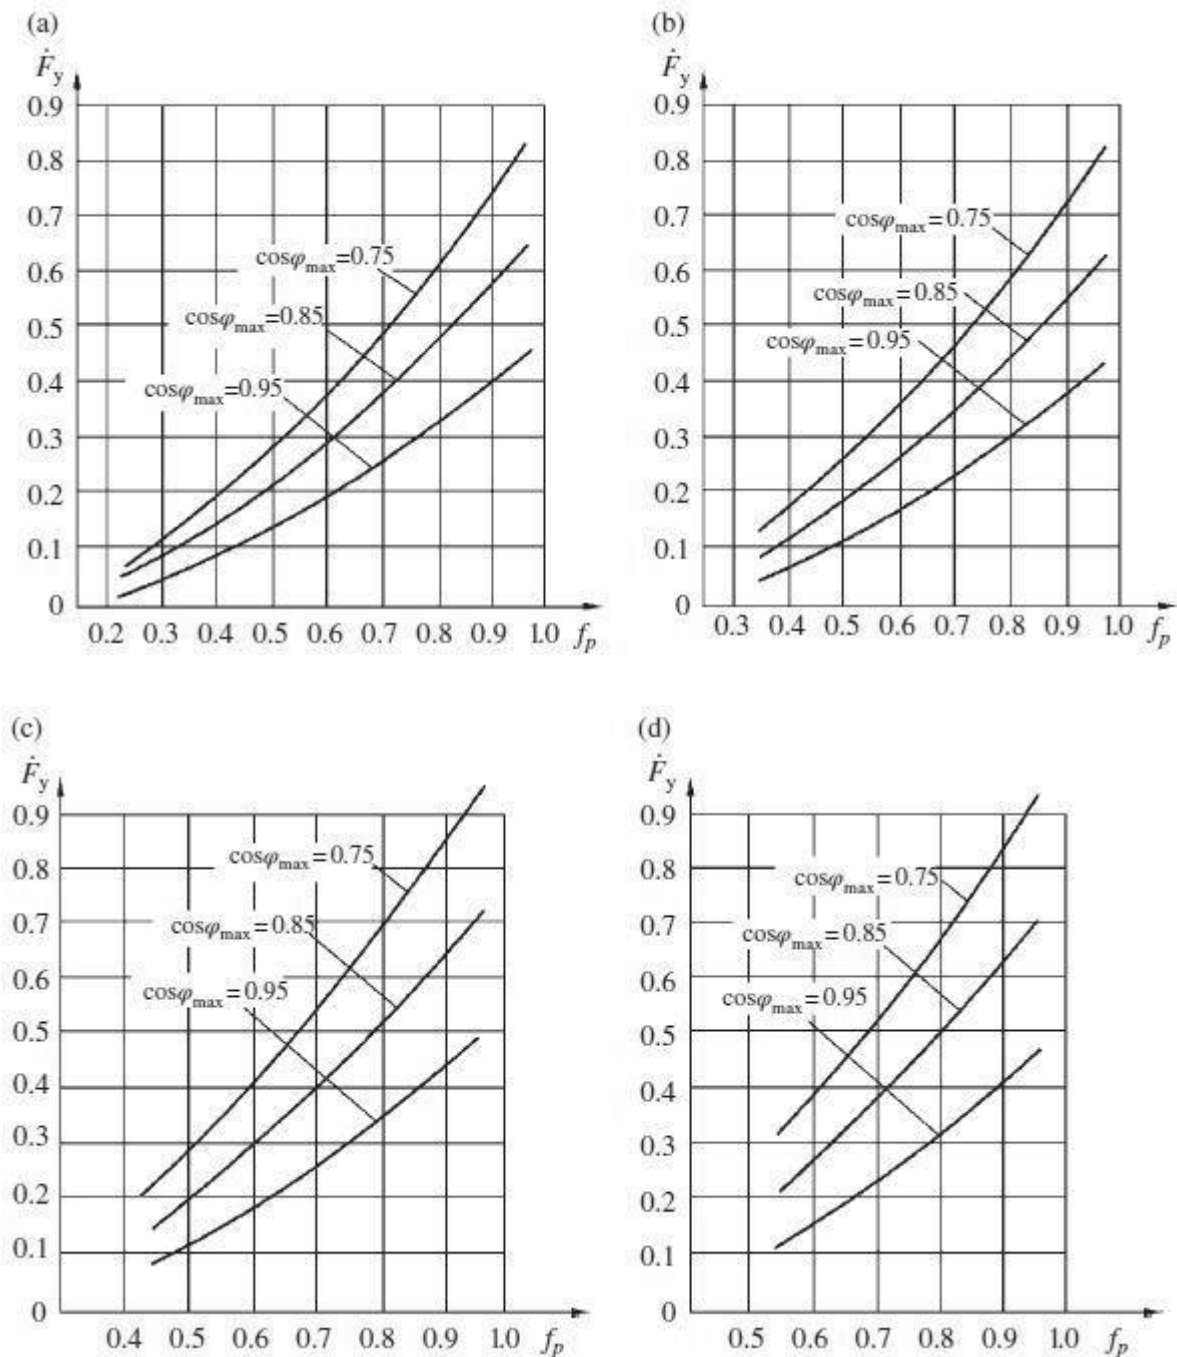 (a)
Ḟy
0.9
0.8
0.7
0.6
0.5
0.4
0.3
0.2
0.1
0
cosφmax=0.75
cosφmax=0.85
cosφmax=0.95
0.2 0.3 0.4 0.5 0.6 0.7 0.8 0.9 1.0 fp
(b)
Ḟy
0.9
0.8
0.7
0.6
0.5
0.4
0.3
0.2
0.1
0
cosφmax=0.75
cosφmax=0.85
cosφmax=0.95
0.3 0.4 0.5 0.6 0.7 0.8 0.9 1.0 fp
(c)
Ḟy
0.9
0.8
0.7
0.6
0.5
0.4
0.3
0.2
0.1
0
cosφmax=0.75
cosφmax=0.85
cosφmax=0.95
0.4 0.5 0.6 0.7 0.8 0.9 1.0 fp
(d)
Ḟy
0.9
0.8
0.7
0.6
0.5
0.4
0.3
0.2
0.1
0
cosφmax=0.75
cosφmax=0.85
cosφmax=0.95
0.5 0.6 0.7 0.8 0.9 1.0 fp